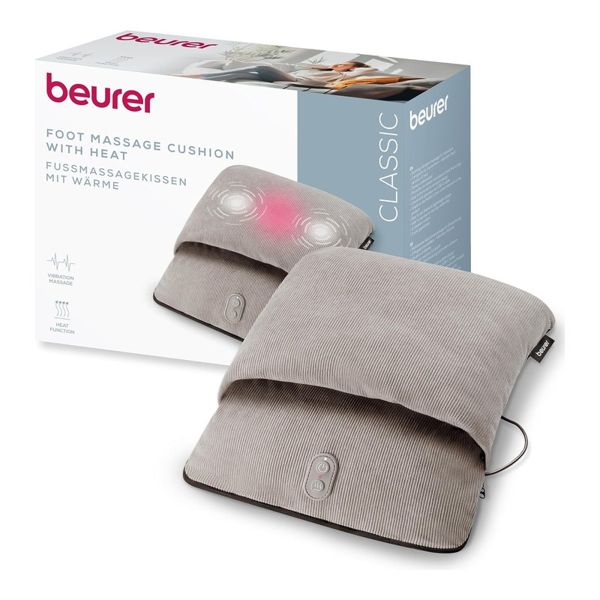 beurer
FOOT MASSAGE CUSHION
WITH HEAT
FUSSMASSAGEKISSEN
MIT WÄRME
VIBRATION
MASSAGE
HEAT
FUNCTION
CLASSIC
beurer
beurer